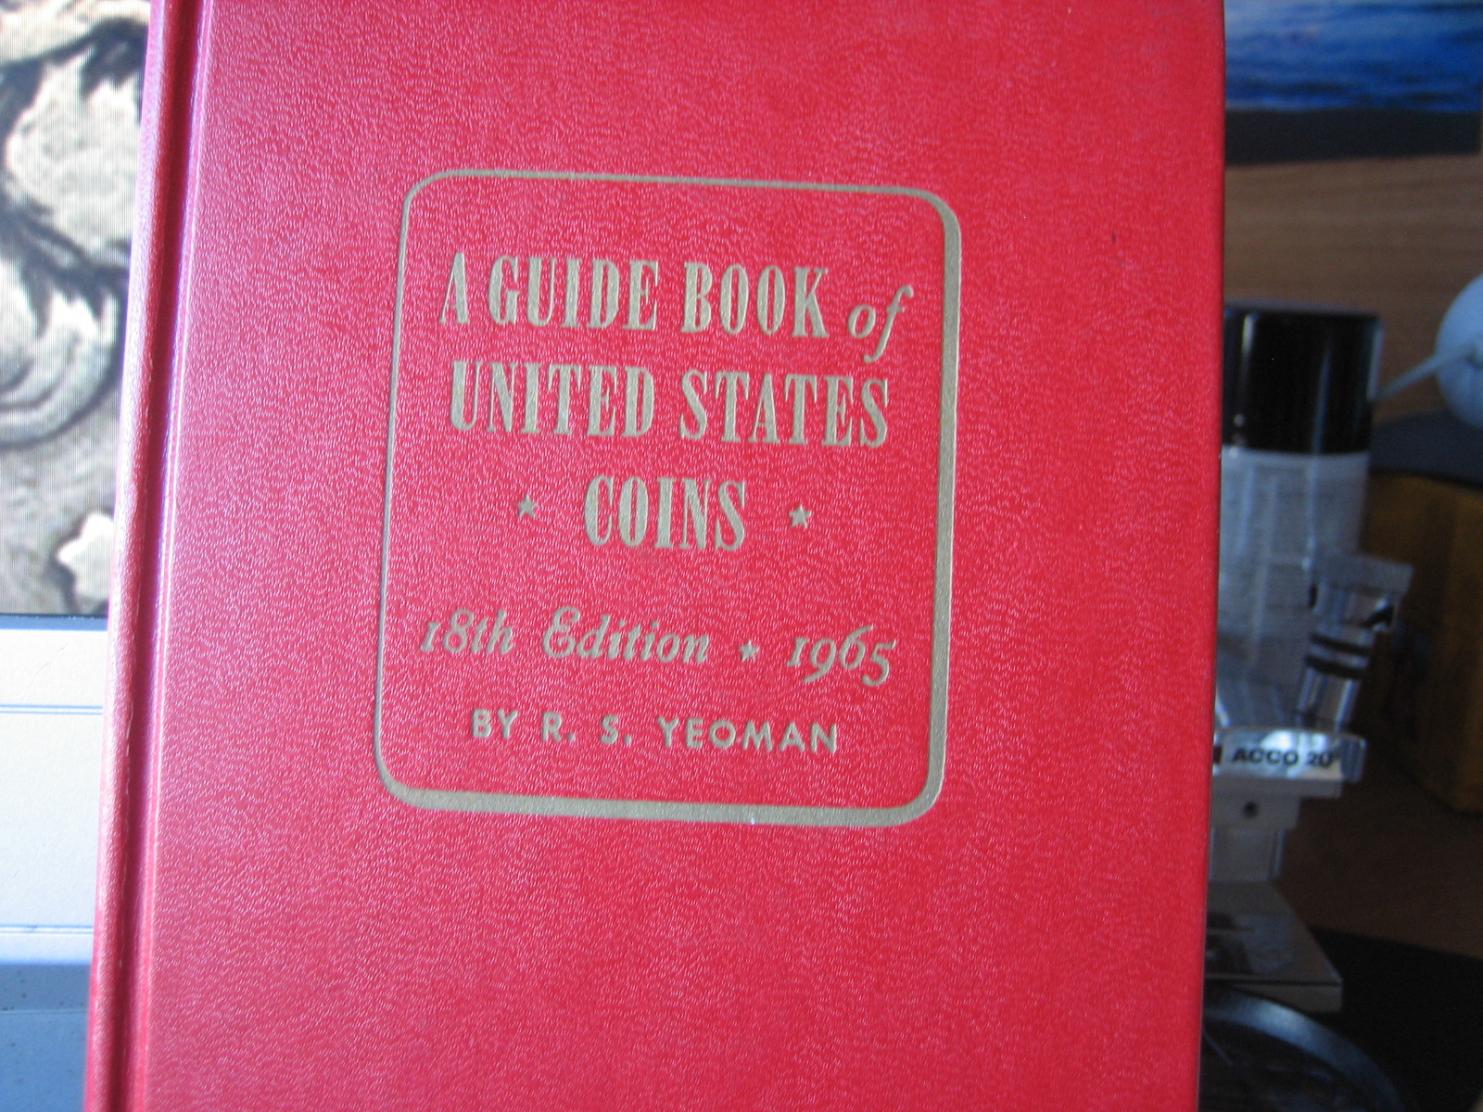 A GUIDE BOOK of
UNITED STATES
★ COINS ★
18th Edition ★ 1965
BY R. S. YEOMAN
ACCO 20